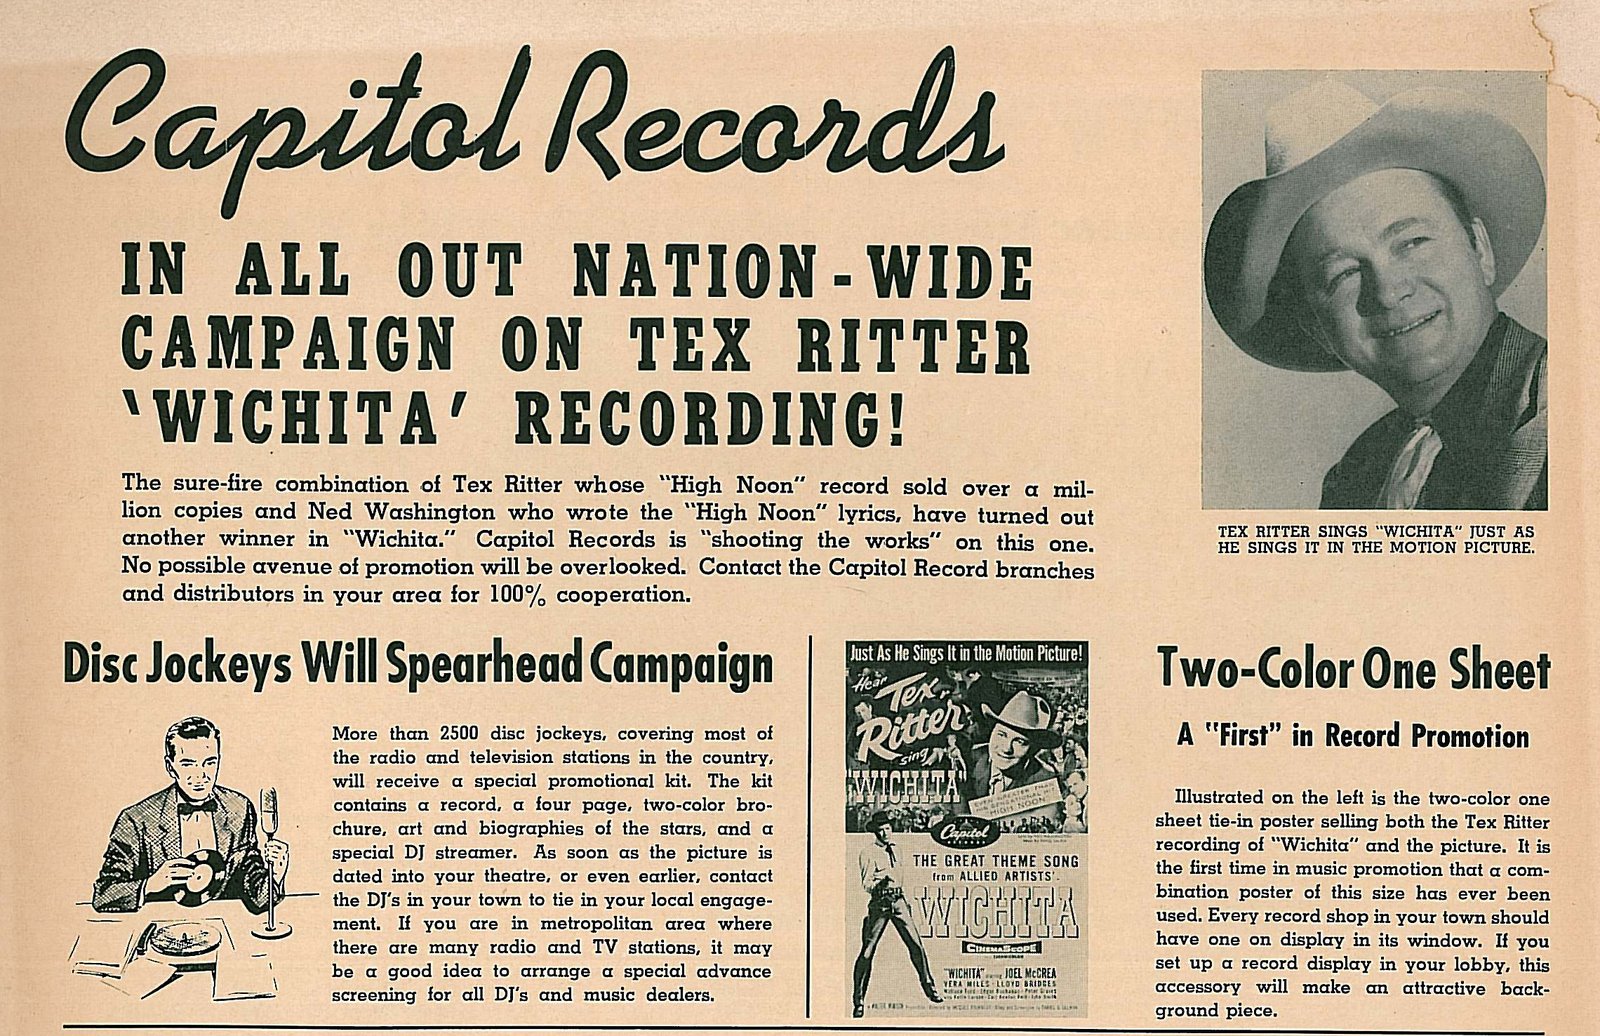 Capitol Records
IN ALL OUT NATION-WIDE
CAMPAIGN ON TEX RITTER
'WICHITA' RECORDING!
The sure-fire combination of Tex Ritter whose "High Noon" record sold over a mil-
lion copies and Ned Washington who wrote the "High Noon" lyrics, have turned out
another winner in "Wichita." Capitol Records is "shooting the works" on this one.
No possible avenue of promotion will be overlooked. Contact the Capitol Record branches
and distributors in your area for 100% cooperation.
TEX RITTER SINGS "WICHITA" JUST AS
HE SINGS IT IN THE MOTION PICTURE.
Disc Jockeys Will Spearhead Campaign
More than 2500 disc jockeys, covering most of
the radio and television stations in the country,
will receive a special promotional kit. The kit
contains a record, a four page, two-color bro-
chure, art and biographies of the stars, and a
special DJ streamer. As soon as the picture is
dated into your theatre, or even earlier, contact
the DJ's in your town to tie in your local engage-
ment. If you are in metropolitan area where
there are many radio and TV stations, it may
be a good idea to arrange a special advance
screening for all DJ's and music dealers.
Just As He Sings It in the Motion Picture!
Hear
Tex
Ritter
sing
"WICHITA"
EVEN GREATER THAN
HIGH NOON
Capitol
RECORDS
THE GREAT THEME SONG
from ALLIED ARTISTS'
WICHITA
CINEMASCOPE
"WICHITA" starring JOEL McCREA
VERA MILES · LLOYD BRIDGES
Two-Color One Sheet
A "First" in Record Promotion
Illustrated on the left is the two-color one
sheet tie-in poster selling both the Tex Ritter
recording of "Wichita" and the picture. It is
the first time in music promotion that a com-
bination poster of this size has ever been
used. Every record shop in your town should
have one on display in its window. If you
set up a record display in your lobby, this
accessory will make an attractive back-
ground piece.